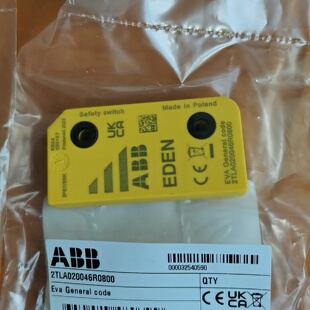 Safety switch
Made in Poland
UK
CA
ABB
EDEN
CE
Eva General code
2TLA020046R0800
ABB
2TLA020046R0800
Eva General code
000032540590
QTY
CE UK CA